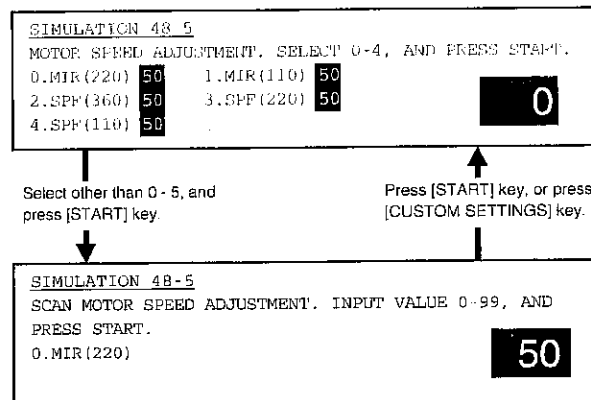 SIMULATION 48-5
MOTOR SPEED ADJUSTMENT. SELECT 0-4, AND PRESS START.
0.MIR(220) 50 1.MIR(110) 50
2.SPF(360) 50 3.SPF(220) 50
4.SPF(110) 50
0
Select other than 0 - 5, and
press [START] key.
Press [START] key, or press
[CUSTOM SETTINGS] key.
SIMULATION 48-5
SCAN MOTOR SPEED ADJUSTMENT. INPUT VALUE 0-99, AND
PRESS START.
0.MIR(220)
50